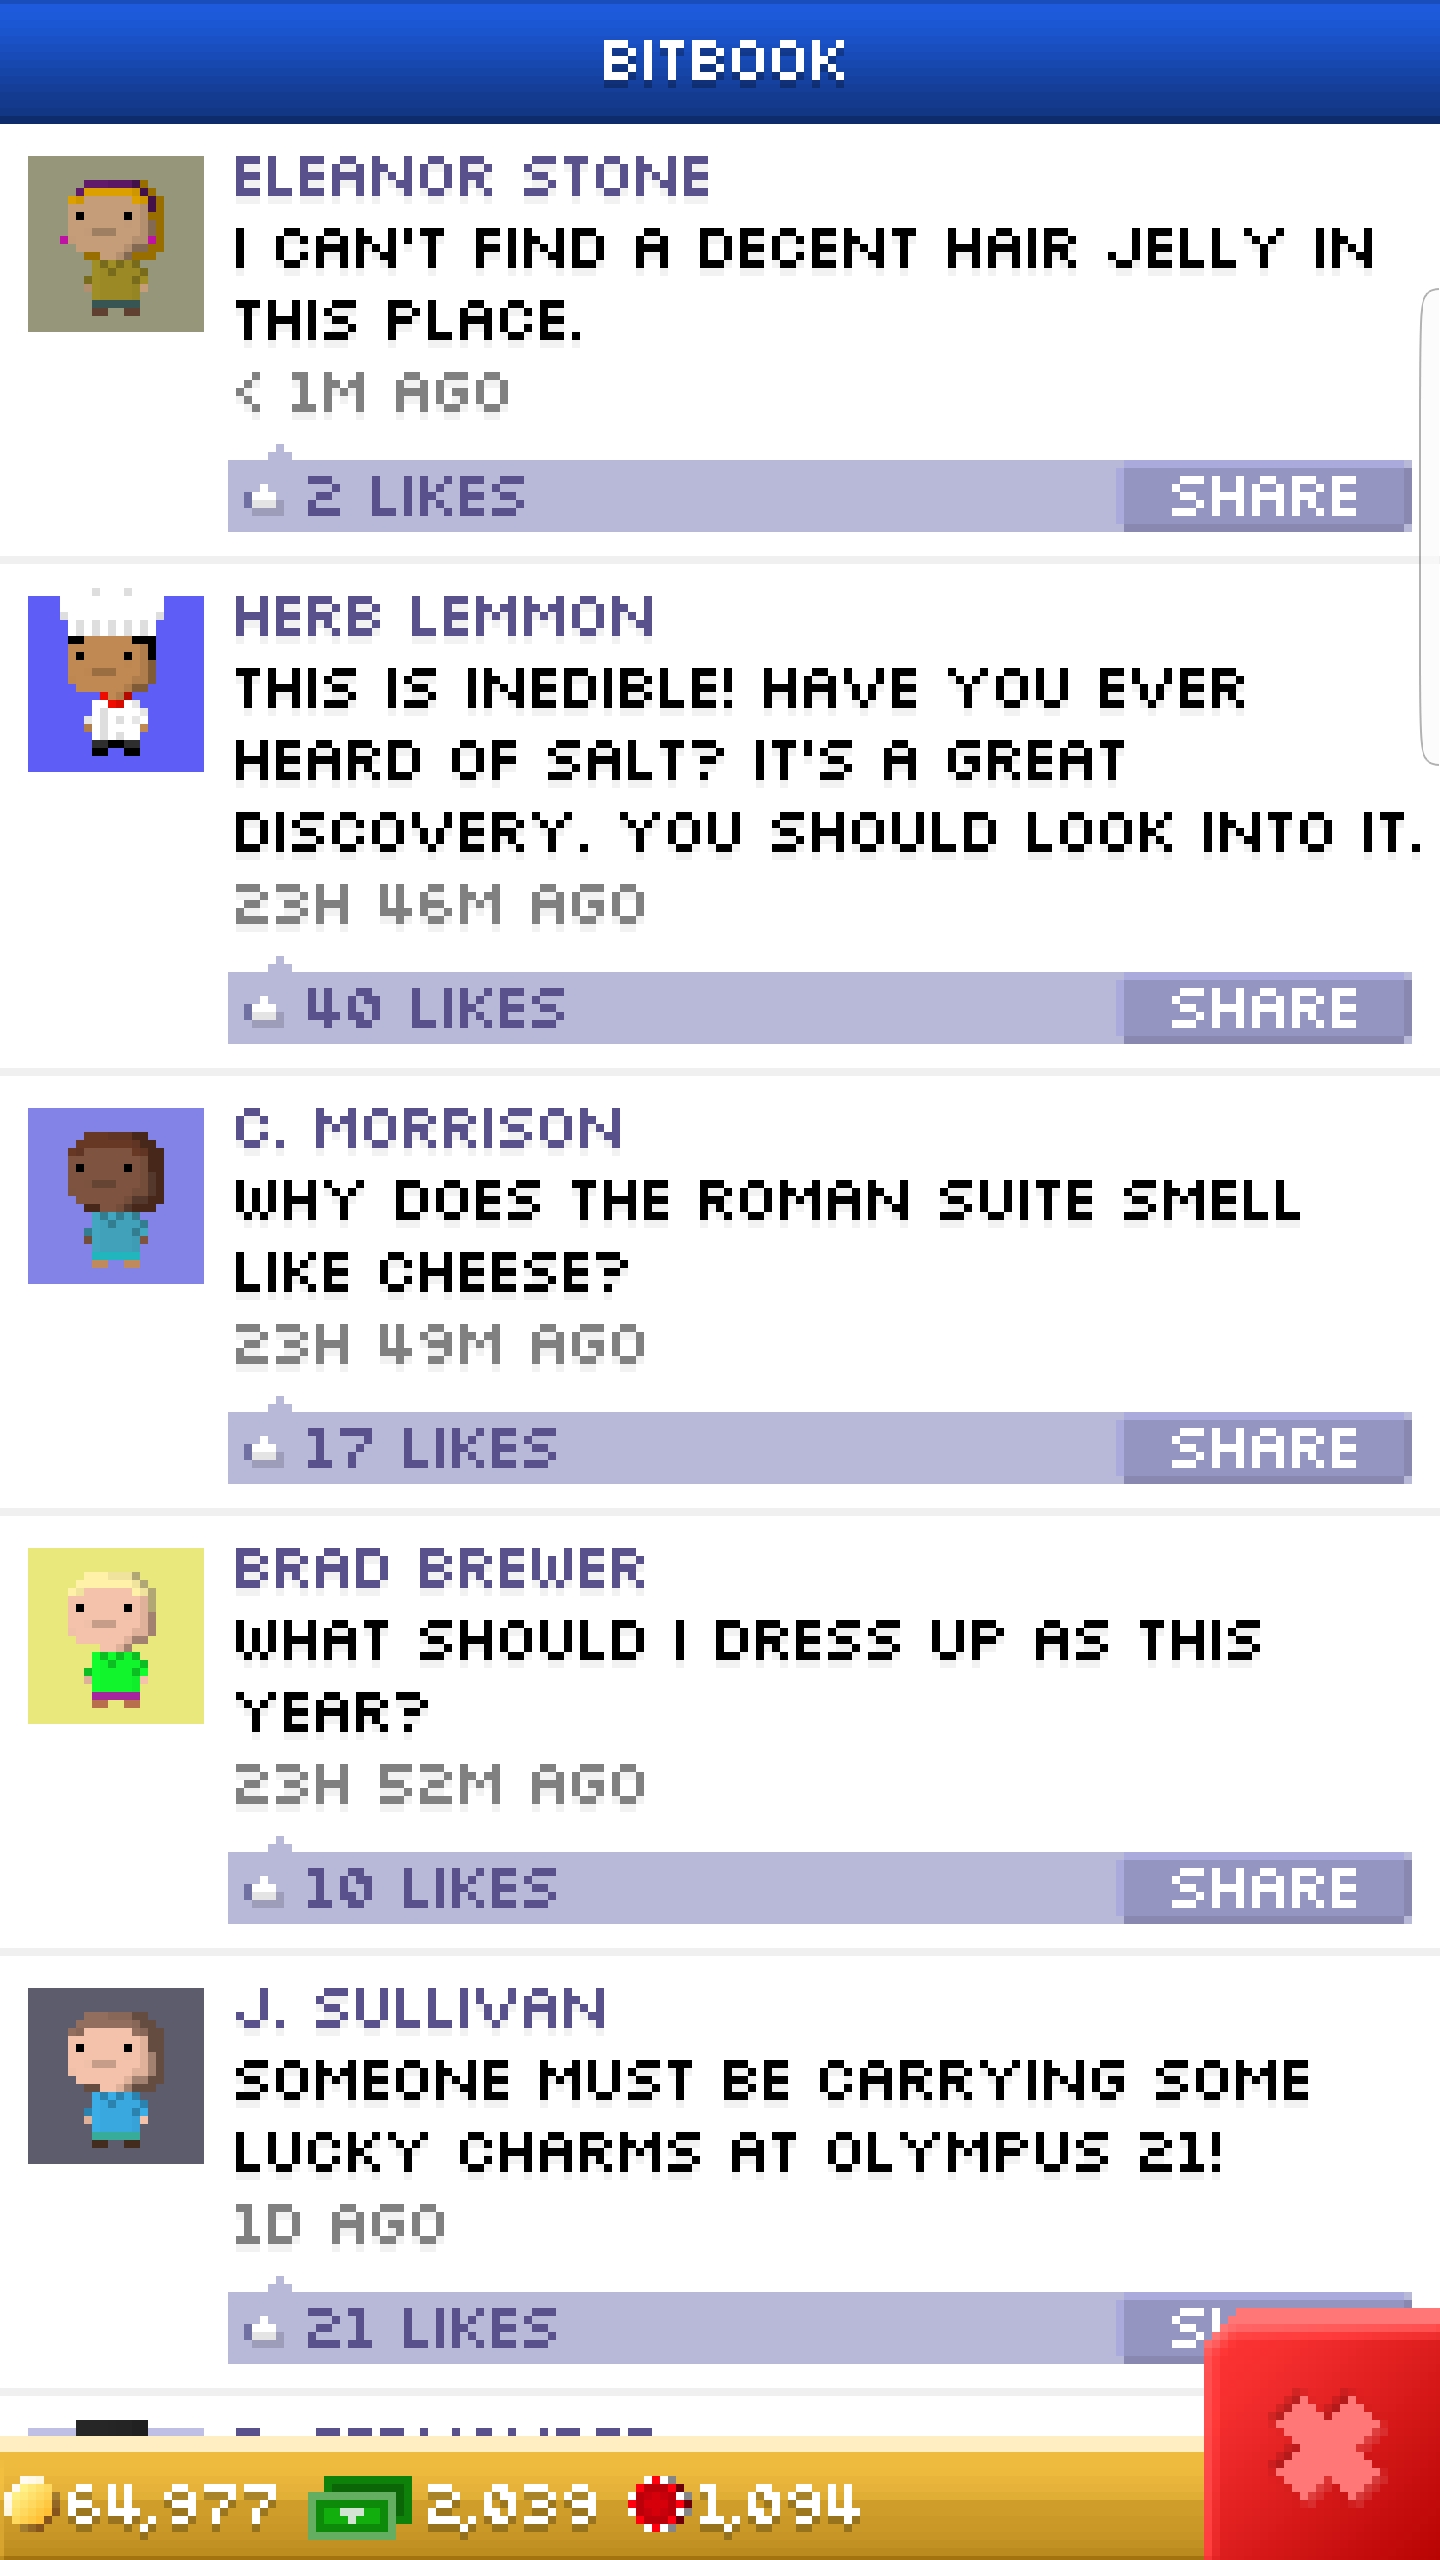 BITBOOK
ELEANOR STONE
I CAN'T FIND A DECENT HAIR JELLY IN
THIS PLACE.
< 1M AGO
2 LIKES
SHARE
HERB LEMMON
THIS IS INEDIBLE! HAVE YOU EVER
HEARD OF SALT? IT'S A GREAT
DISCOVERY. YOU SHOULD LOOK INTO IT.
23H 46M AGO
40 LIKES
SHARE
C. MORRISON
WHY DOES THE ROMAN SUITE SMELL
LIKE CHEESE?
23H 49M AGO
17 LIKES
SHARE
BRAD BREWER
WHAT SHOULD I DRESS UP AS THIS
YEAR?
23H 52M AGO
10 LIKES
SHARE
J. SULLIVAN
SOMEONE MUST BE CARRYING SOME
LUCKY CHARMS AT OLYMPUS 21!
1D AGO
21 LIKES
64,977
2,039
1,094